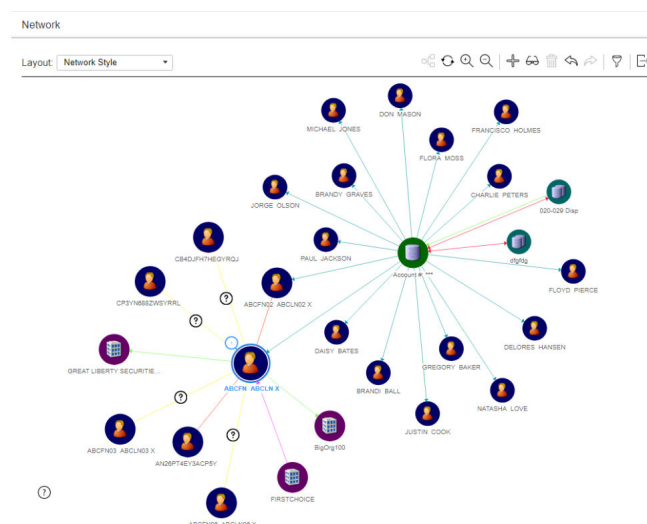 Network
Layout: Network Style
DON MASON
MICHAEL JONES
FRANCISCO HOLMES
FLORA MOSS
BRANDY GRAVES
CHARLIE PETERS
JORGE OLSON
020-029 Disp
CB4DJFHTHEGYRQJ
PAUL JACKSON
dfgfdg
Account #: ***
FLOYD PIERCE
CP3YN688ZWSYRRL
ABCFN02 ABCLN02 X
?
?
DAISY BATES
DELORES HANSEN
GREAT LIBERTY SECURITIE...
GREGORY BAKER
ABCFN ABCLN X
BRANDI BALL
NATASHA LOVE
?
JUSTIN COOK
?
ABCFN03 ABCLN03 X
BigOrg100
AN26PT4EY3ACP5Y
?
FIRSTCHOICE